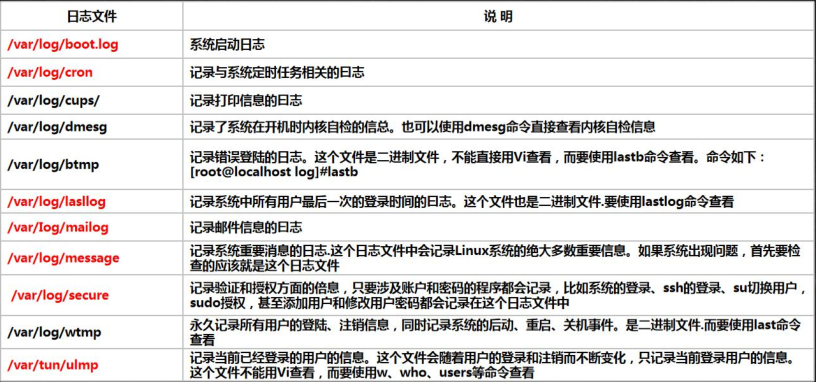 日志文件 说 明
/var/log/boot.log 系统启动日志
/var/log/cron 记录与系统定时任务相关的日志
/var/log/cups/ 记录打印信息的日志
/var/log/dmesg 记录了系统在开机时内核自检的信总。也可以使用dmesg命令直接查看内核自检信息
/var/log/btmp 记录错误登陆的日志。这个文件是二进制文件，不能直接用Vi查看，而要使用lastb命令查看。命令如下：
[root@localhost log]#lastb
/var/log/lasllog 记录系统中所有用户最后一次的登录时间的日志。这个文件也是二进制文件.要使用lastlog命令查看
/var/Iog/mailog 记录邮件信息的日志
/var/log/message 记录系统重要消息的日志.这个日志文件中会记录Linux系统的绝大多数重要信息。如果系统出现问题，首先要检
查的应该就是这个日志文件
/var/log/secure 记录验证和授权方面的信息，只要涉及账户和密码的程序都会记录，比如系统的登录、ssh的登录、su切换用户，
sudo授权，甚至添加用户和修改用户密码都会记录在这个日志文件中
/var/log/wtmp 永久记录所有用户的登陆、注销信息，同时记录系统的后动、重启、关机事件。是二进制文件.而要使用last命令
查看
/var/tun/ulmp 记录当前已经登录的用户的信息。这个文件会随着用户的登录和注销而不断变化，只记录当前登录用户的信息。
这个文件不能用Vi查看，而要使用w、who、users等命令查看